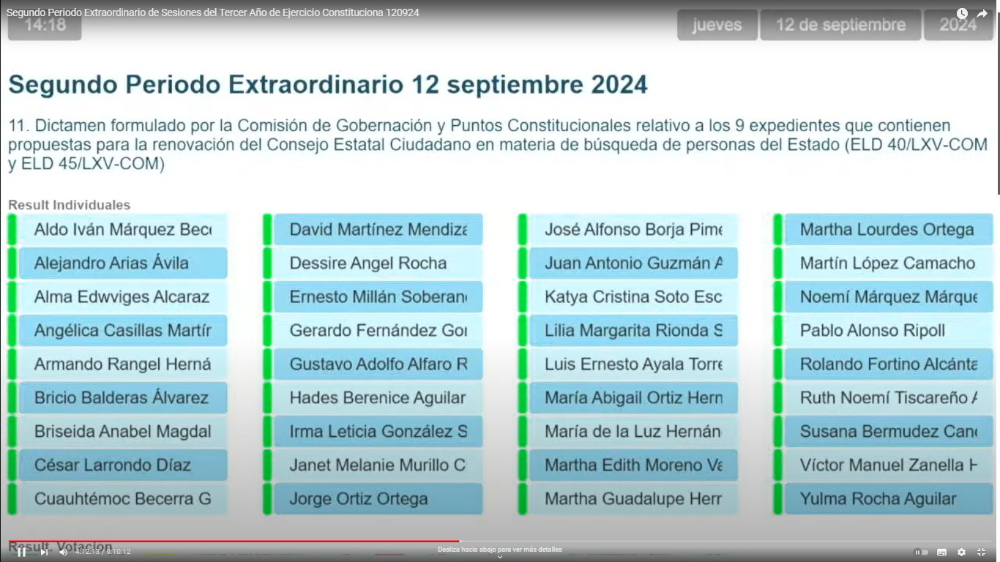 Segundo Periodo Extraordinario de Sesiones del Tercer Año de Ejercicio Constituciona 120924
14:18 jueves 12 de septiembre 2024
Segundo Periodo Extraordinario 12 septiembre 2024
11. Dictamen formulado por la Comisión de Gobernación y Puntos Constitucionales relativo a los 9 expedientes que contienen
propuestas para la renovación del Consejo Estatal Ciudadano en materia de búsqueda de personas del Estado (ELD 40/LXV-COM
y ELD 45/LXV-COM)
Result Individuales
Aldo Iván Márquez Bece
Alejandro Arias Ávila
Alma Edwviges Alcaraz
Angélica Casillas Martír
Armando Rangel Herná
Bricio Balderas Álvarez
Briseida Anabel Magdal
César Larrondo Díaz
Cuauhtémoc Becerra G
David Martínez Mendizá
Dessire Angel Rocha
Ernesto Millán Soberan
Gerardo Fernández Gor
Gustavo Adolfo Alfaro R
Hades Berenice Aguilar
Irma Leticia González S
Janet Melanie Murillo C
Jorge Ortiz Ortega
José Alfonso Borja Pime
Juan Antonio Guzmán A
Katya Cristina Soto Esc
Lilia Margarita Rionda S
Luis Ernesto Ayala Torre
María Abigail Ortiz Hern
María de la Luz Hernán
Martha Edith Moreno Va
Martha Guadalupe Herr
Martha Lourdes Ortega
Martín López Camacho
Noemí Márquez Márque
Pablo Alonso Ripoll
Rolando Fortino Alcánta
Ruth Noemí Tiscareño A
Susana Bermudez Cano
Víctor Manuel Zanella H
Yulma Rocha Aguilar
Result. Votacion
4:12:13 / 9:10:12
Desliza hacia abajo para ver más detalles